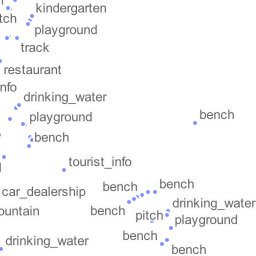 kindergarten
tch
playground
track
restaurant
nfo
drinking_water
playground
bench
bench
tourist_info
car_dealership
bench
bench
drinking_water
ountain
bench
pitch
playground
bench
drinking_water
bench